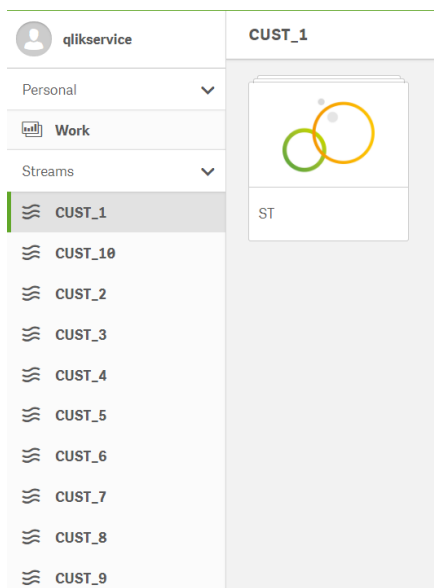 qlikservice
Personal
Work
Streams
CUST_1
CUST_10
CUST_2
CUST_3
CUST_4
CUST_5
CUST_6
CUST_7
CUST_8
CUST_9
CUST_1
ST